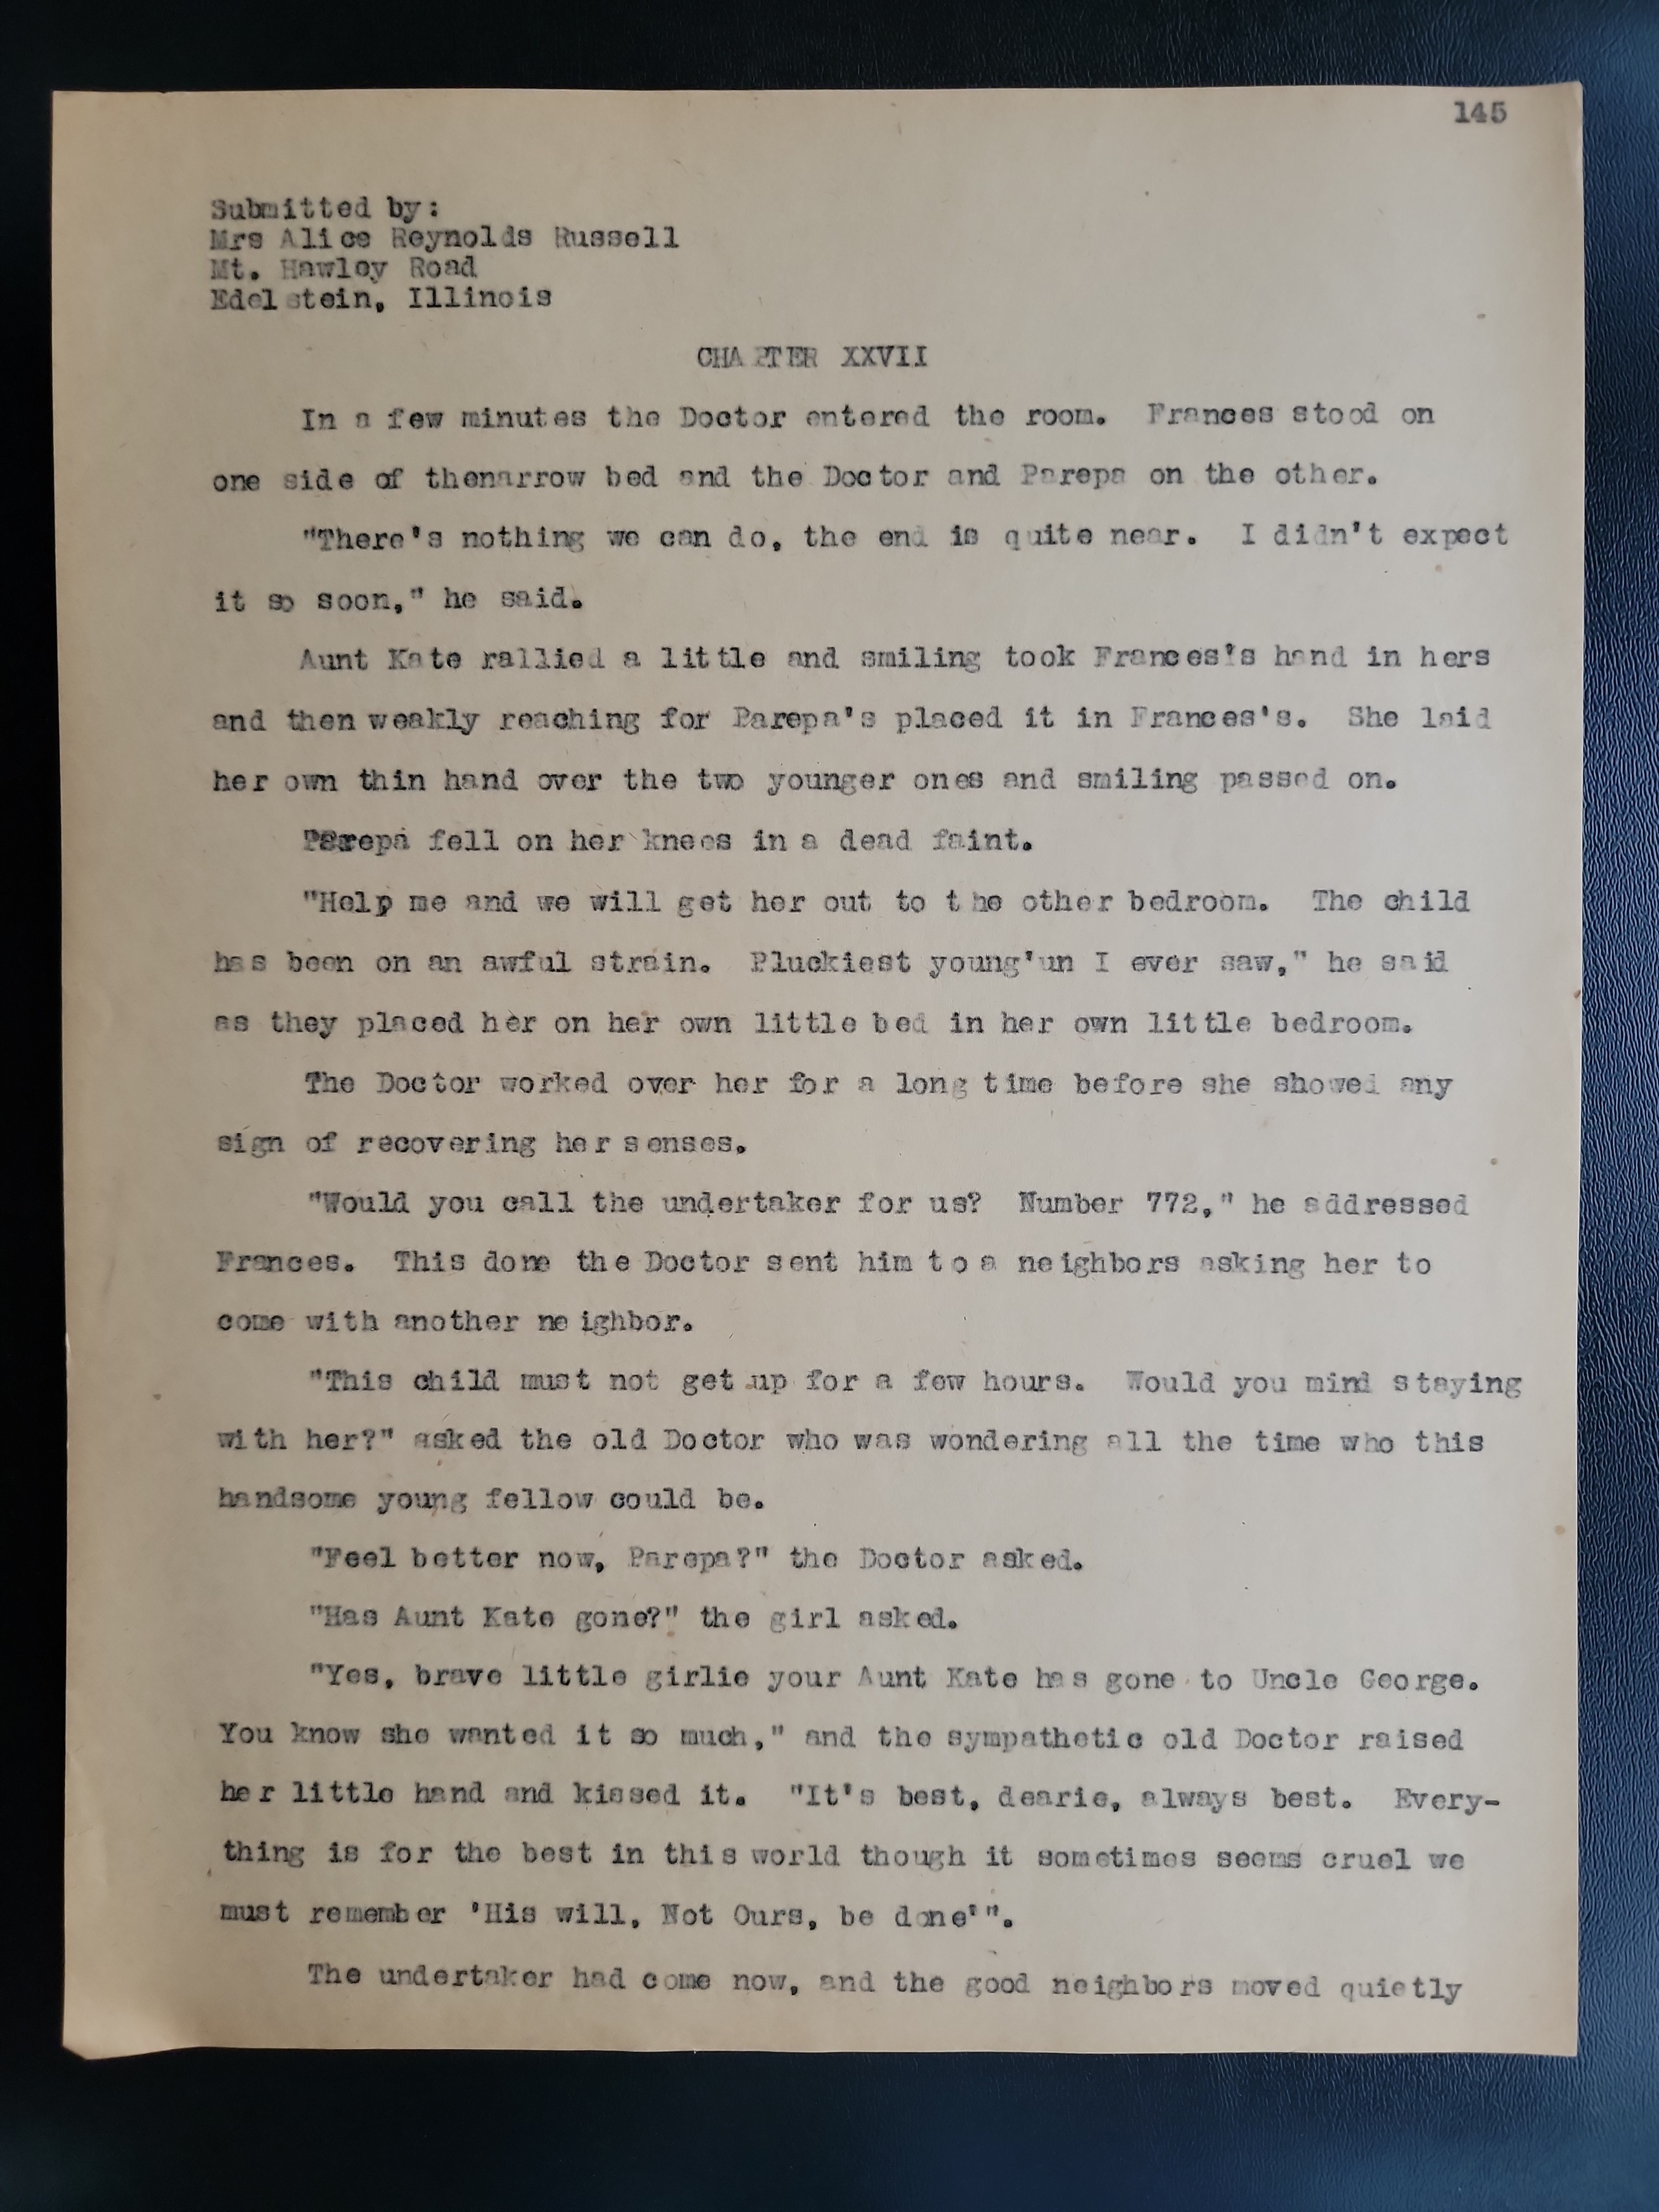 145
Submitted by:
Mrs Alice Reynolds Russell
Mt. Hawley Road
Edelstein, Illinois
CHAPTER XXVII
In a few minutes the Doctor entered the room. Frances stood on
one side of thenarrow bed and the Doctor and Parepa on the other.
"There's nothing we can do, the end is quite near. I didn't expect
it so soon," he said.
Aunt Kate rallied a little and smiling took Frances's hand in hers
and then weakly reaching for Parepa's placed it in Frances's. She laid
her own thin hand over the two younger ones and smiling passed on.
Parepa fell on her knees in a dead faint.
"Help me and we will get her out to the other bedroom. The child
has been on an awful strain. Pluckiest young'un I ever saw," he said
as they placed her on her own little bed in her own little bedroom.
The Doctor worked over her for a long time before she showed any
sign of recovering her senses.
"Would you call the undertaker for us? Number 772," he addressed
Frances. This done the Doctor sent him to a neighbors asking her to
come with another neighbor.
"This child must not get up for a few hours. Would you mind staying
with her?" asked the old Doctor who was wondering all the time who this
handsome young fellow could be.
"Feel better now, Parepa?" the Doctor asked.
"Has Aunt Kate gone?" the girl asked.
"Yes, brave little girlie your Aunt Kate has gone to Uncle George.
You know she wanted it so much," and the sympathetic old Doctor raised
her little hand and kissed it. "It's best, dearie, always best. Every-
thing is for the best in this world though it sometimes seems cruel we
must remember 'His will, Not Ours, be done'".
The undertaker had come now, and the good neighbors moved quietly